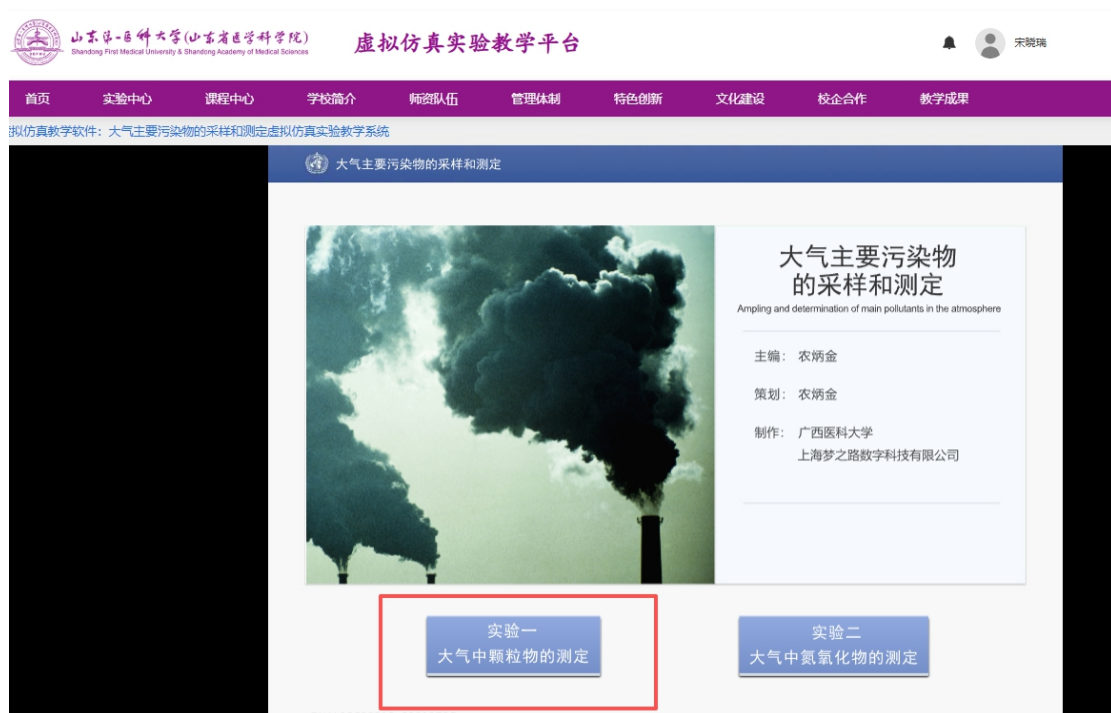 山东第一医科大学(山东省医学科学院)
Shandong First Medical University & Shandong Academy of Medical Sciences
虚拟仿真实验教学平台
宋晓瑞
首页 实验中心 课程中心 学校简介 师资队伍 管理体制 特色创新 文化建设 校企合作 教学成果
拟仿真教学软件：大气主要污染物的采样和测定虚拟仿真实验教学系统
大气主要污染物的采样和测定
大气主要污染物
的采样和测定
Ampling and determination of main pollutants in the atmosphere
主编： 农炳金
策划： 农炳金
制作： 广西医科大学
上海梦之路数字科技有限公司
实验一
大气中颗粒物的测定
实验二
大气中氮氧化物的测定